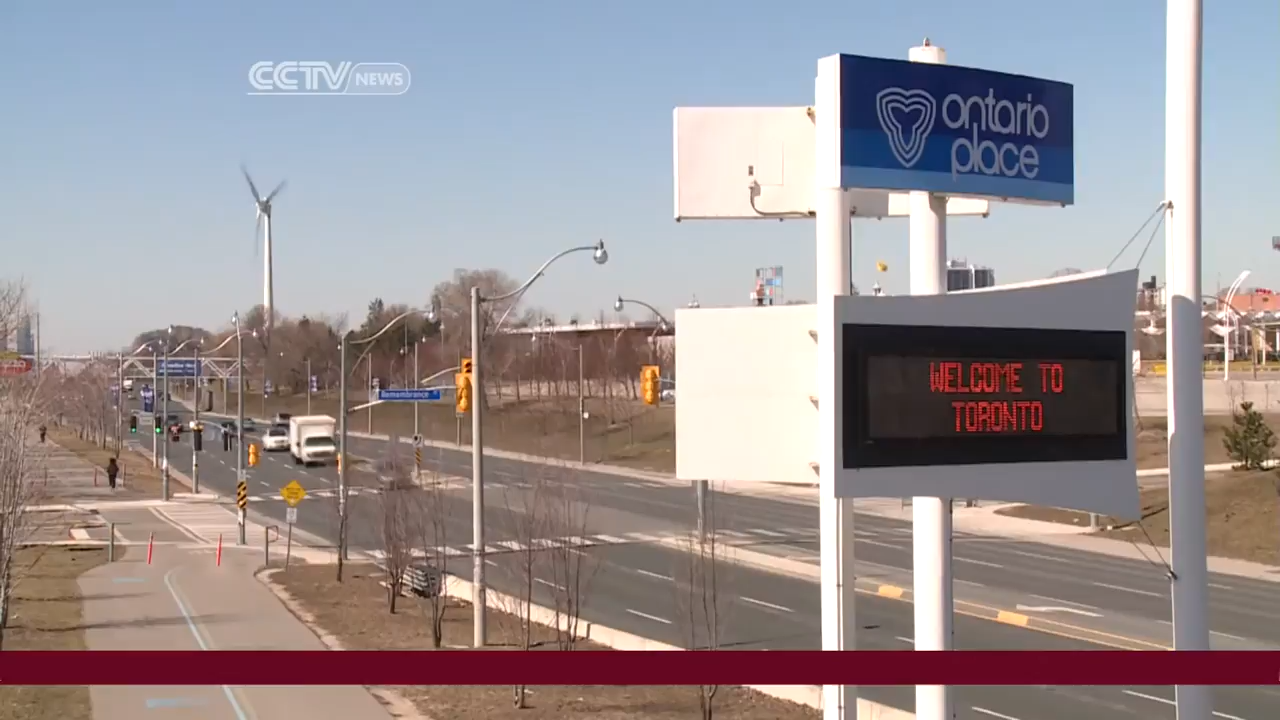 CCTV NEWS
ontario
place
WELCOME TO
TORONTO
Remembrance